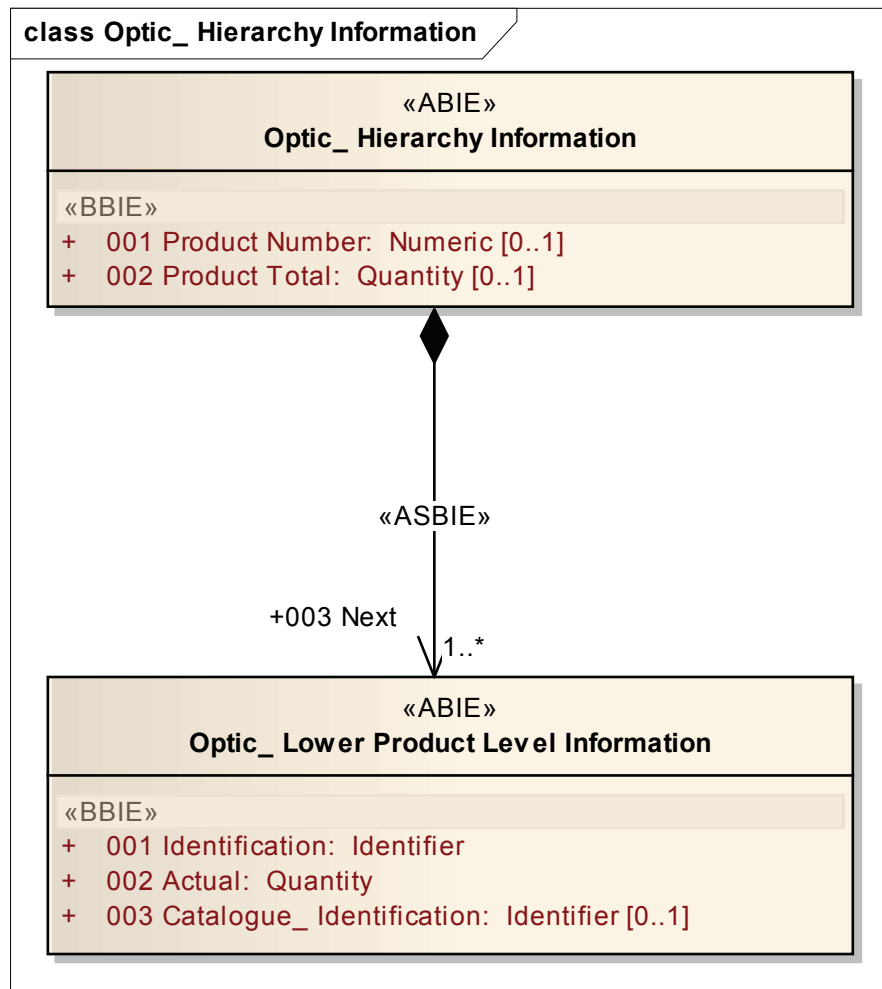 class Optic_ Hierarchy Information
«ABIE»
Optic_ Hierarchy Information
«BBIE»
+ 001 Product Number: Numeric [0..1]
+ 002 Product Total: Quantity [0..1]
«ASBIE»
+003 Next
1..*
«ABIE»
Optic_ Lower Product Level Information
«BBIE»
+ 001 Identification: Identifier
+ 002 Actual: Quantity
+ 003 Catalogue_ Identification: Identifier [0..1]